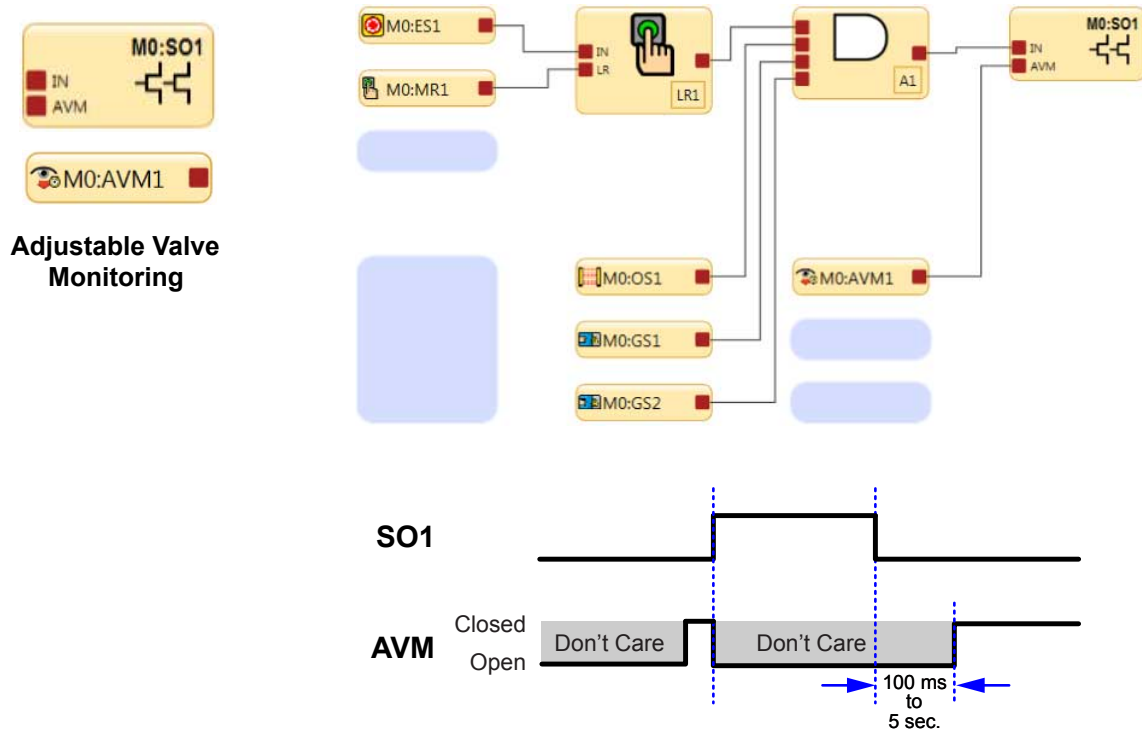 M0:SO1
IN
AVM
M0:AVM1
Adjustable Valve
Monitoring
M0:ES1
M0:MR1
IN
LR
LR1
A1
M0:SO1
IN
AVM
M0:OS1
M0:GS1
M0:GS2
M0:AVM1
SO1
AVM
Closed
Open
Don't Care
Don't Care
100 ms
to
5 sec.